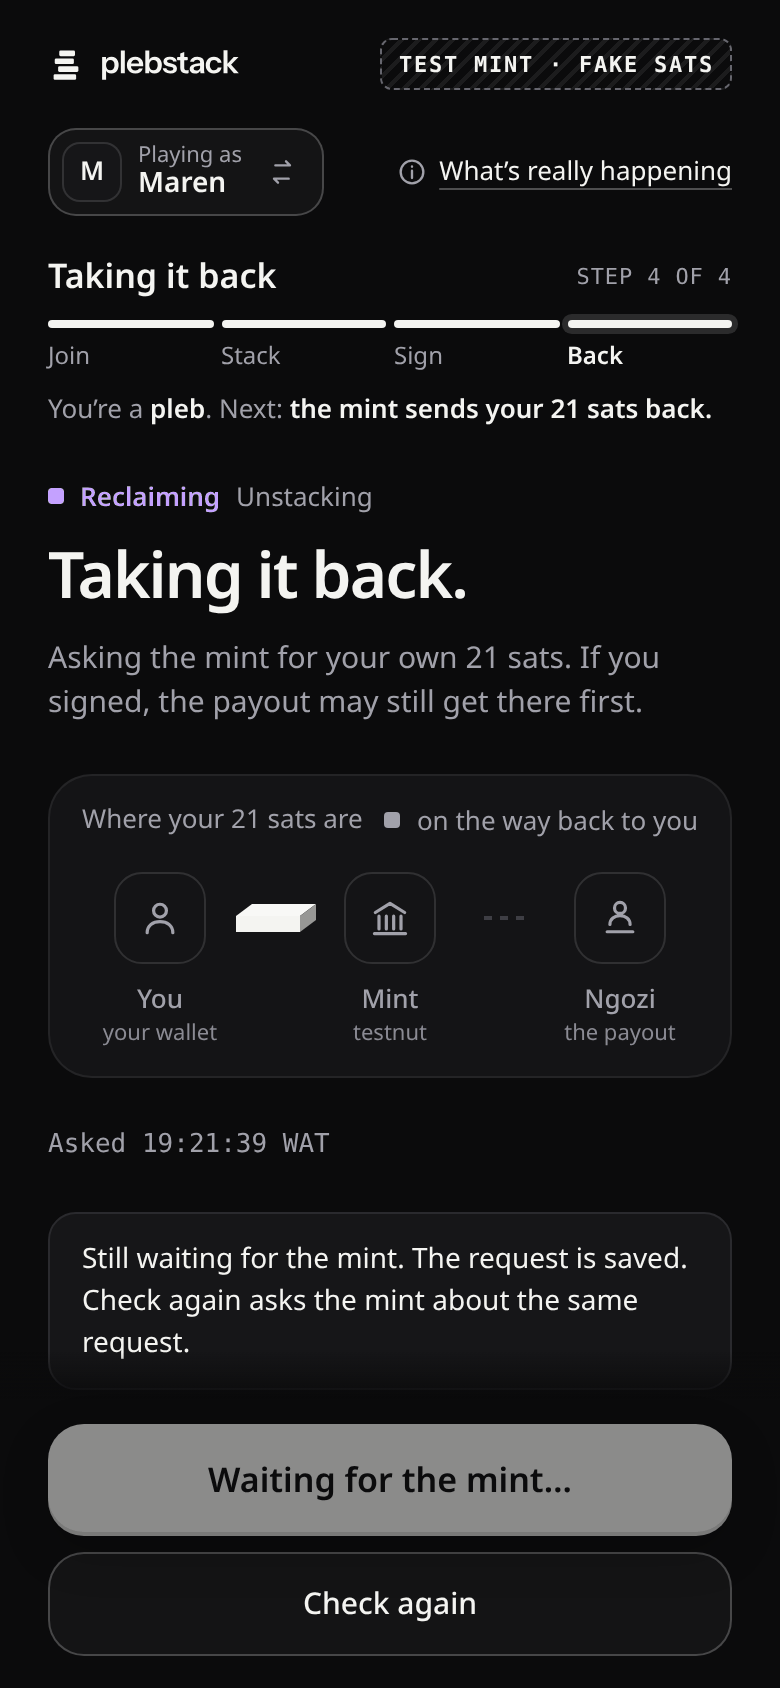 plebstack
TEST MINT · FAKE SATS
M
Playing as
Maren
What’s really happening
Taking it back
STEP 4 OF 4
Join
Stack
Sign
Back
You’re a pleb. Next: the mint sends your 21 sats back.
Reclaiming Unstacking
Taking it back.
Asking the mint for your own 21 sats. If you
signed, the payout may still get there first.
Where your 21 sats are
on the way back to you
You
your wallet
Mint
testnut
Ngozi
the payout
Asked 19:21:39 WAT
Still waiting for the mint. The request is saved.
Check again asks the mint about the same
request.
Waiting for the mint…
Check again